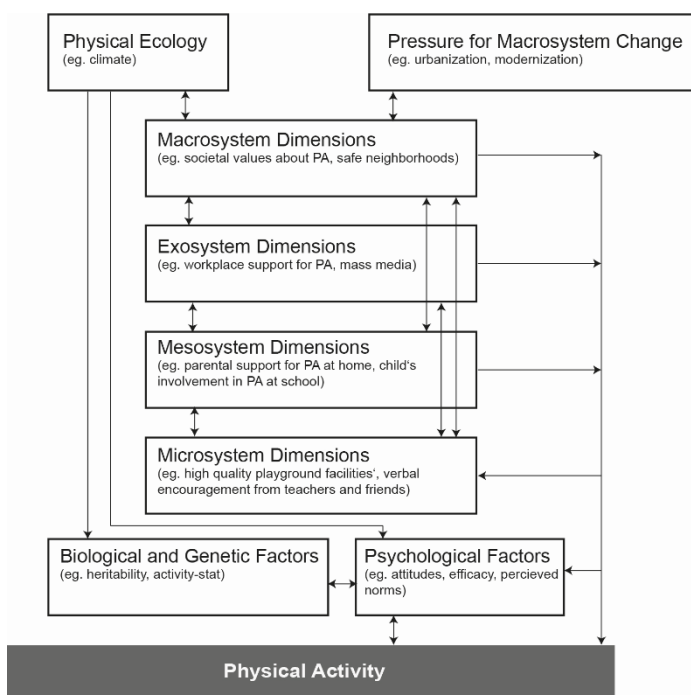 Physical Ecology
(eg. climate)
Pressure for Macrosystem Change
(eg. urbanization, modernization)
Macrosystem Dimensions
(eg. societal values about PA, safe neighborhoods)
Exosystem Dimensions
(eg. workplace support for PA, mass media)
Mesosystem Dimensions
(eg. parental support for PA at home, child‘s
involvement in PA at school)
Microsystem Dimensions
(eg. high quality playground facilities‘, verbal
encouragement from teachers and friends)
Biological and Genetic Factors
(eg. heritability, activity-stat)
Psychological Factors
(eg. attitudes, efficacy, percieved
norms)
Physical Activity